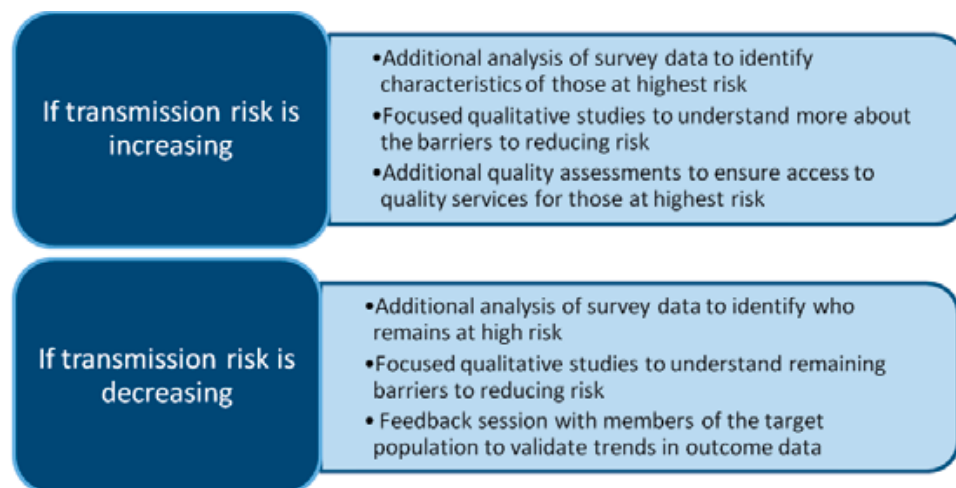 If transmission risk is
increasing
•Additional analysis of survey data to identify
characteristics of those at highest risk
•Focused qualitative studies to understand more about
the barriers to reducing risk
•Additional quality assessments to ensure access to
quality services for those at highest risk
If transmission risk is
decreasing
•Additional analysis of survey data to identify who
remains at high risk
•Focused qualitative studies to understand remaining
barriers to reducing risk
• Feedback session with members of the target
population to validate trends in outcome data